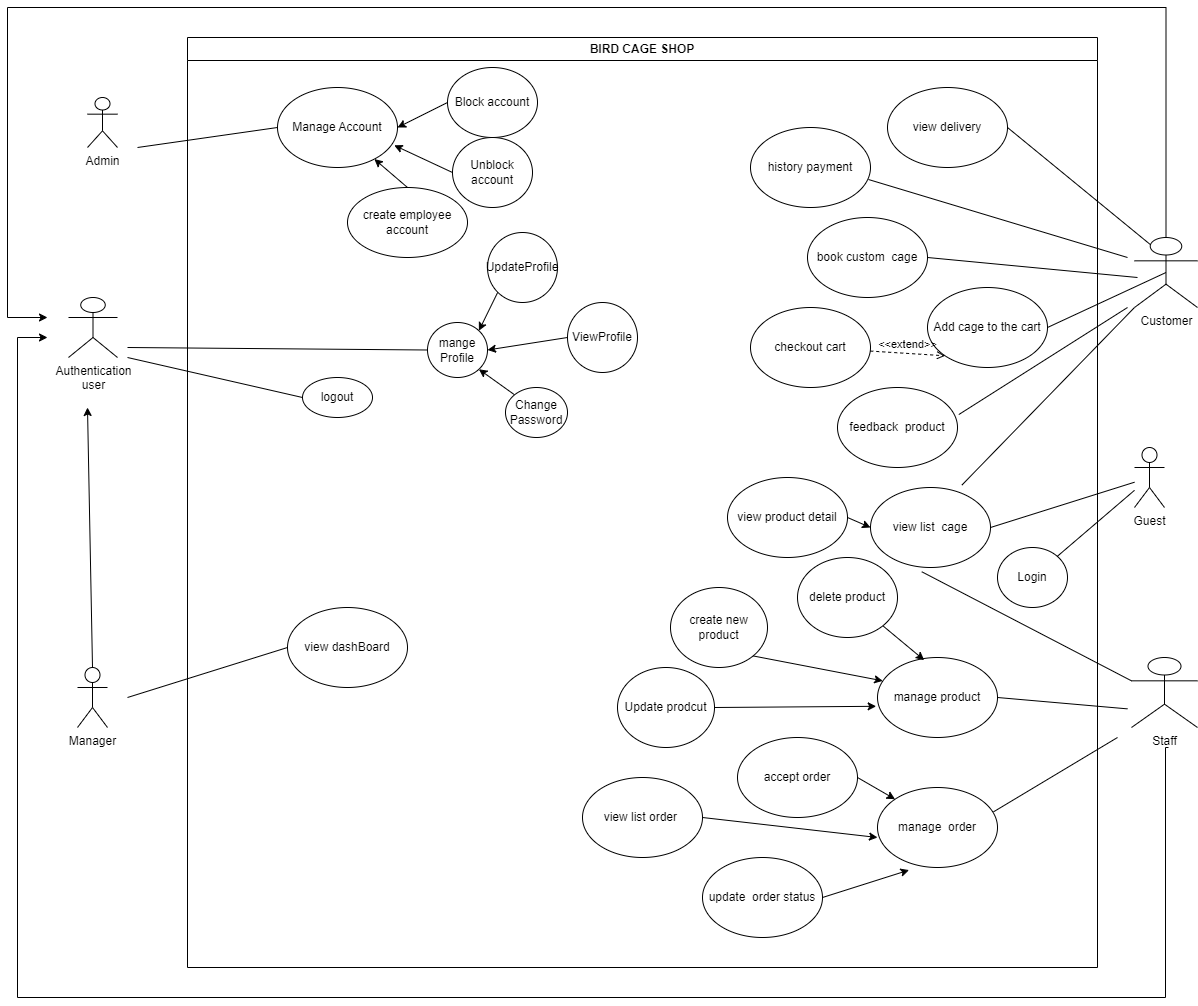 BIRD CAGE SHOP
Admin
Manage Account
Block account
Unblock
account
create employee
account
view delivery
history payment
book custom  cage
Customer
UpdateProfile
Add cage to the cart
<<extend>>
checkout cart
ViewProfile
mange
Profile
Authentication
user
logout
Change
Password
feedback  product
view product detail
view list  cage
Guest
Login
delete product
create new
product
view dashBoard
manage product
Update prodcut
Manager
Staff
accept order
view list order
manage  order
update  order status